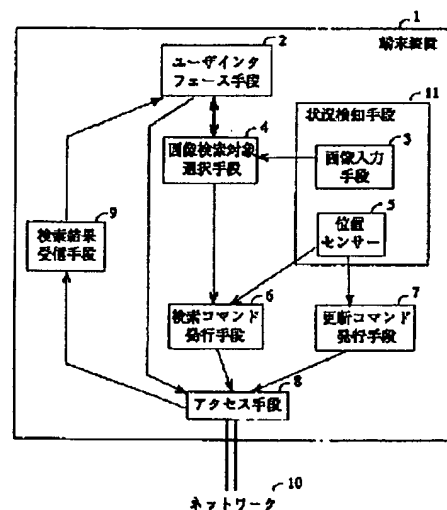 1
端末装置
2
ユーザインタ
フェース手段
11
状況検知手段
4
画像検索対象
選択手段
3
画像入力
手段
9
検索結果
受信手段
5
位置
センサー
6
検索コマンド
発行手段
7
更新コマンド
発行手段
8
アクセス手段
10
ネットワーク